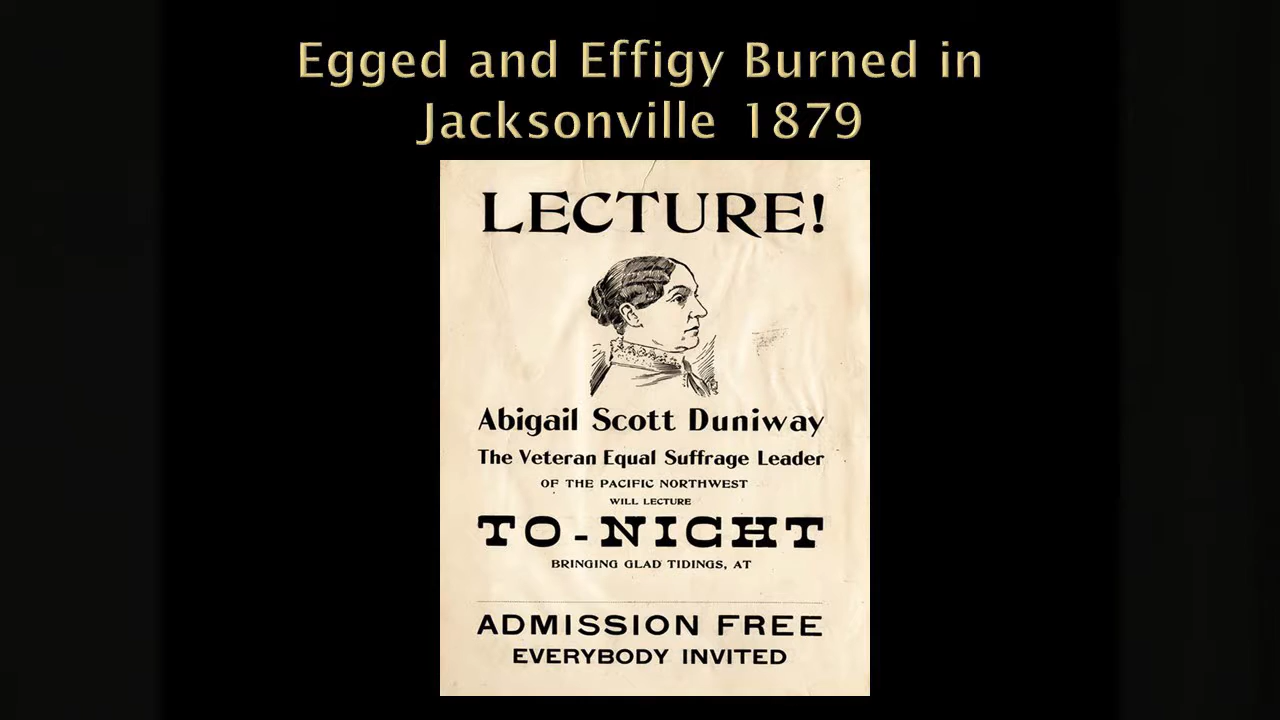 Egged and Effigy Burned in
Jacksonville 1879
LECTURE!
Abigail Scott Duniway
The Veteran Equal Suffrage Leader
OF THE PACIFIC NORTHWEST
WILL LECTURE
TO-NIGHT
BRINGING GLAD TIDINGS, AT
ADMISSION FREE
EVERYBODY INVITED